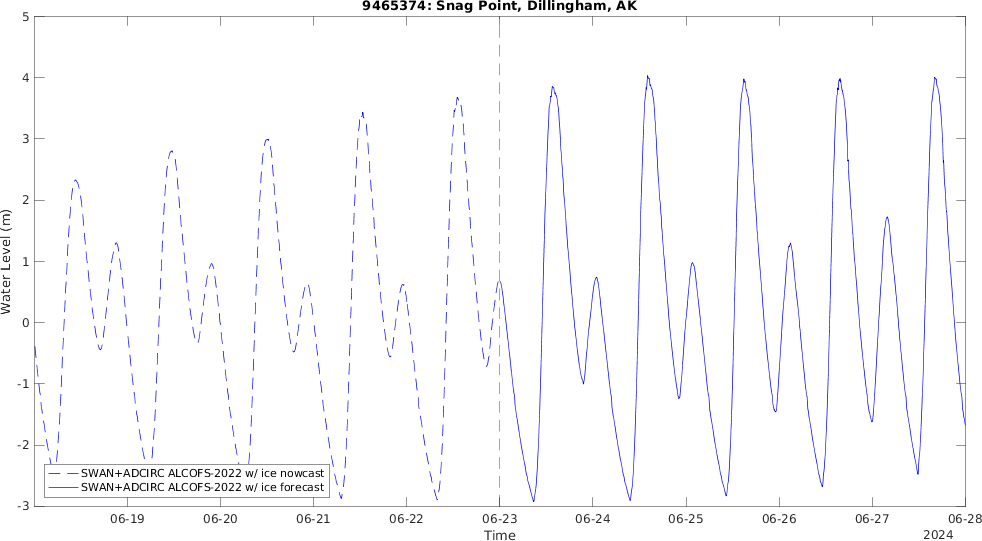 9465374: Snag Point, Dillingham, AK
5
4
3
2
1
0
-1
-2
-3
Water Level (m)
SWAN+ADCIRC ALCOFS-2022 w/ ice nowcast
SWAN+ADCIRC ALCOFS-2022 w/ ice forecast
06-19 06-20 06-21 06-22 06-23 06-24 06-25 06-26 06-27 06-28
Time
2024